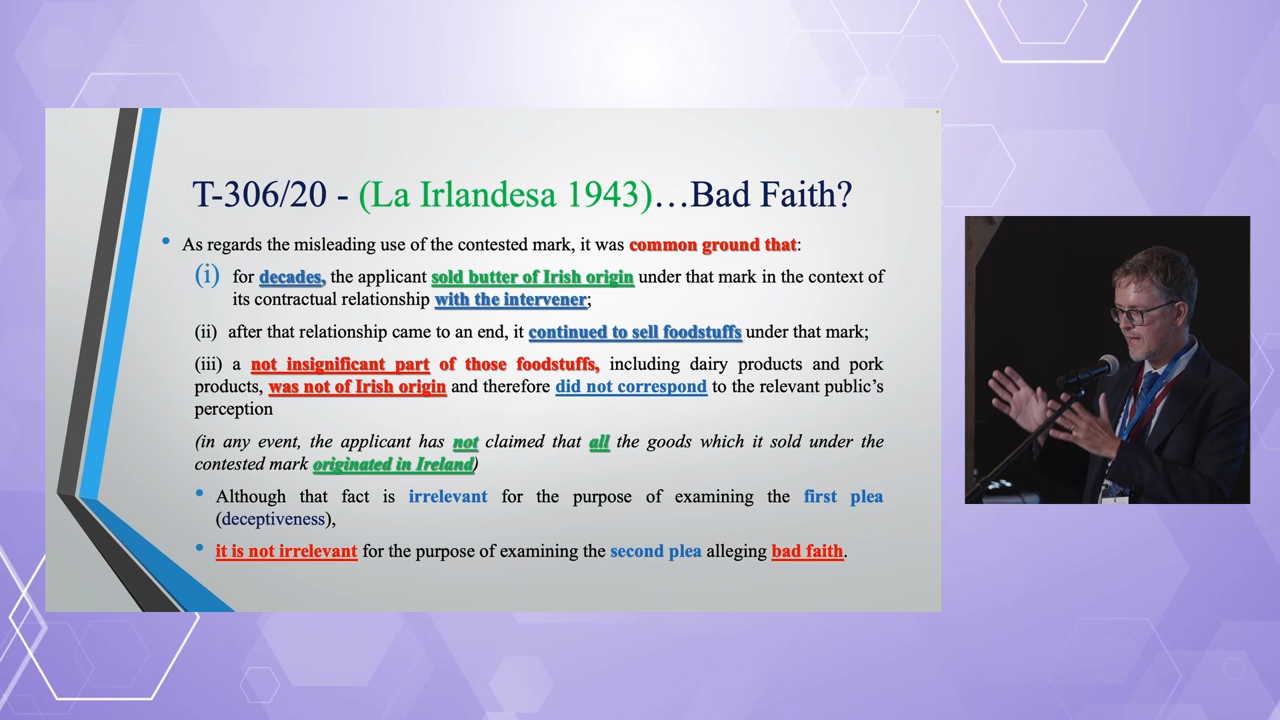 T-306/20 - (La Irlandesa 1943)…Bad Faith?
• As regards the misleading use of the contested mark, it was common ground that:
(i) for decades, the applicant sold butter of Irish origin under that mark in the context of
its contractual relationship with the intervener;
(ii) after that relationship came to an end, it continued to sell foodstuffs under that mark;
(iii) a not insignificant part of those foodstuffs, including dairy products and pork
products, was not of Irish origin and therefore did not correspond to the relevant public’s
perception
(in any event, the applicant has not claimed that all the goods which it sold under the
contested mark originated in Ireland)
• Although that fact is irrelevant for the purpose of examining the first plea
(deceptiveness),
• it is not irrelevant for the purpose of examining the second plea alleging bad faith.